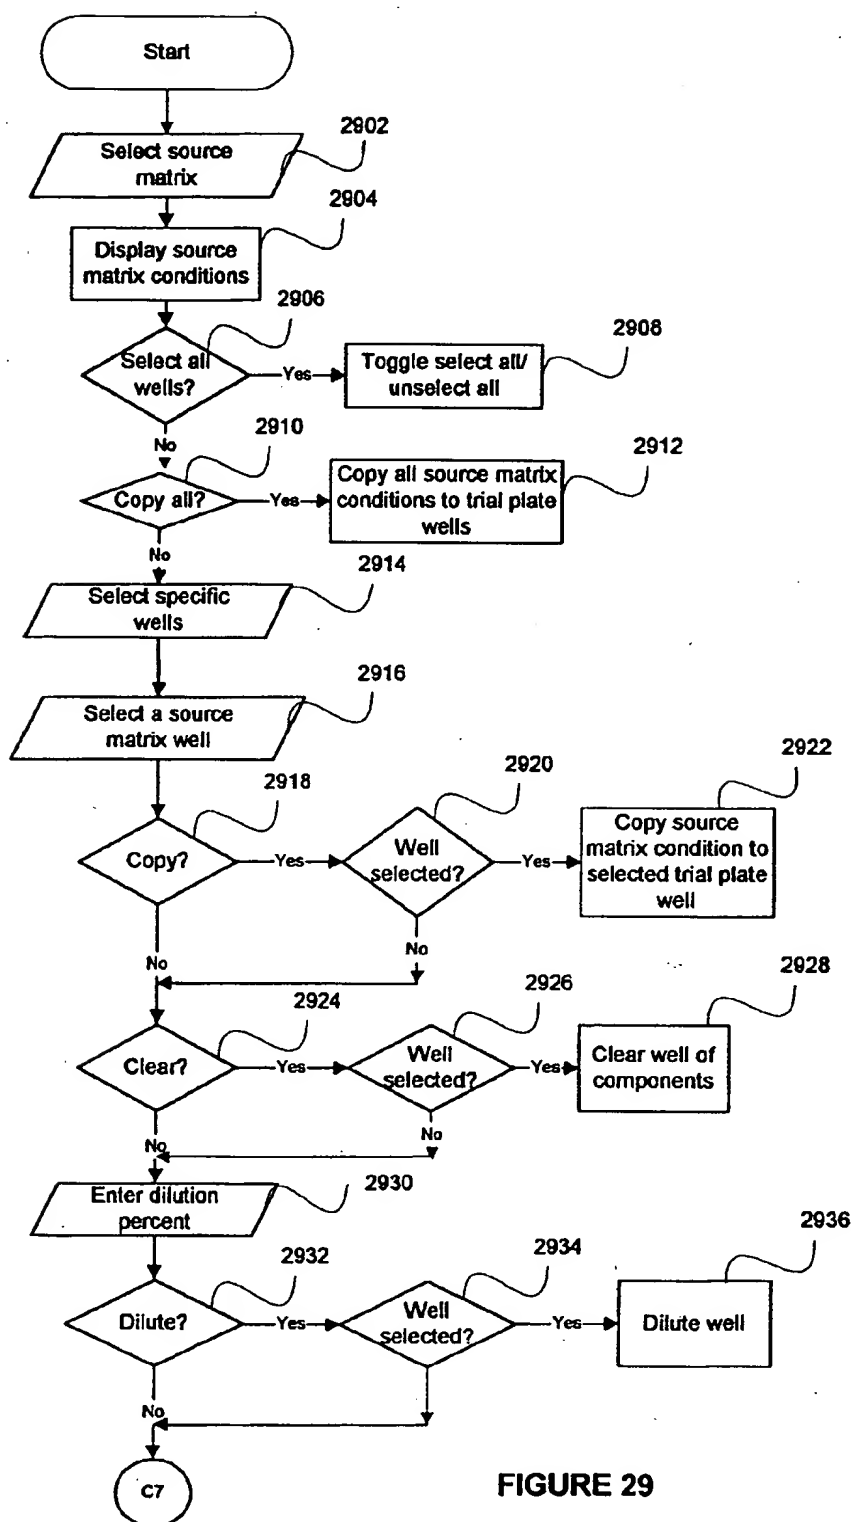 Start
2902
Select source
matrix
2904
Display source
matrix conditions
2906
Select all
wells?
Yes
2908
Toggle select all/
unselect all
No
2910
Copy all?
Yes
2912
Copy all source matrix
conditions to trial plate
wells
No
2914
Select specific
wells
2916
Select a source
matrix well
2918
Copy?
Yes
2920
Well
selected?
Yes
2922
Copy source
matrix condition to
selected trial plate
well
No
No
2924
Clear?
Yes
2926
Well
selected?
Yes
2928
Clear well of
components
No
No
2930
Enter dilution
percent
2932
Dilute?
Yes
2934
Well
selected?
Yes
2936
Dilute well
No
C7
FIGURE 29